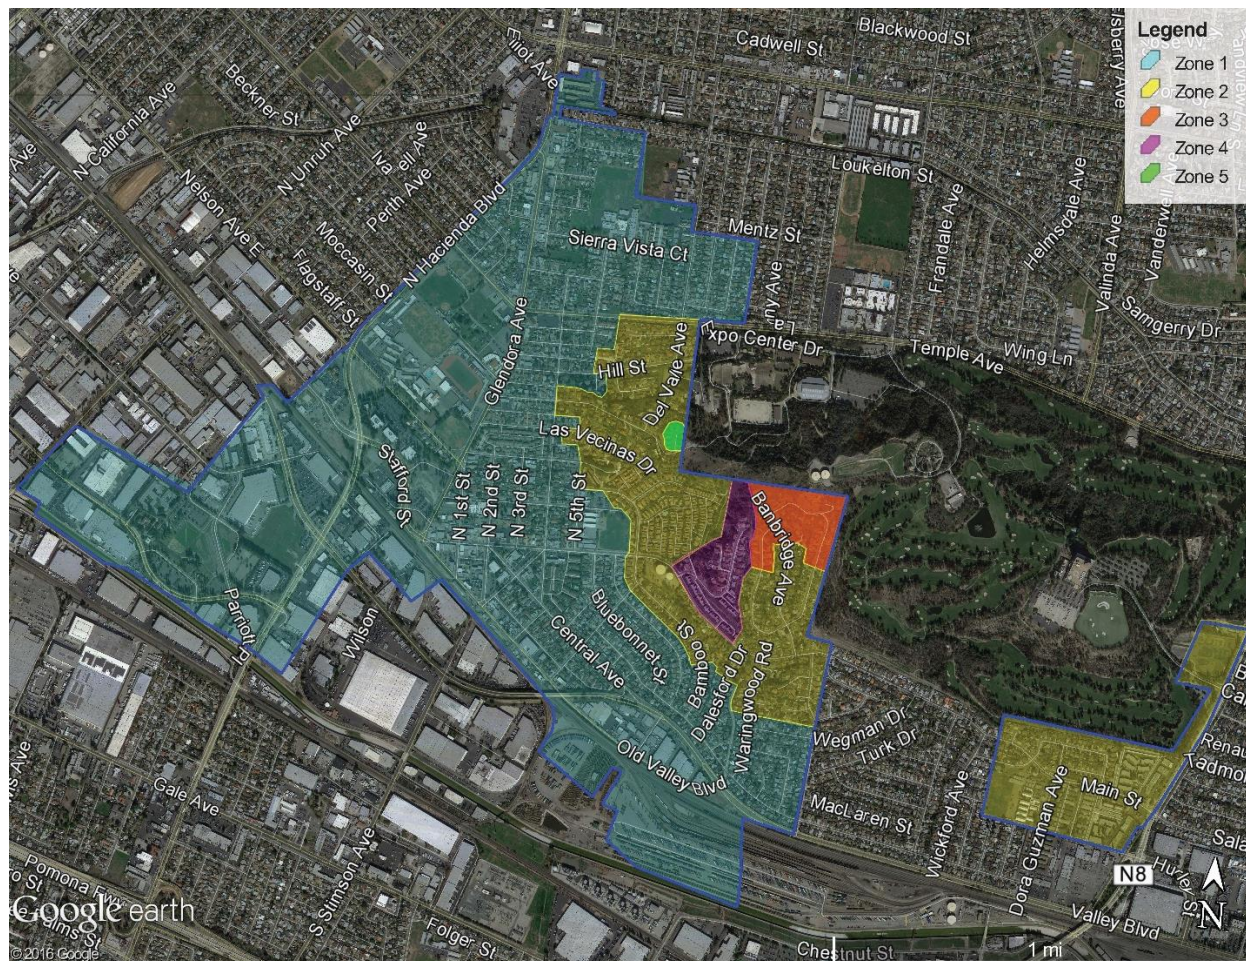 Legend
Zone 1
Zone 2
Zone 3
Zone 4
Zone 5
Elliot Ave
Cadwell St
Blackwood St
Beckner St
N California Ave
N Unruh Ave
Perth Ave
Nelson Ave E
Moccasin St
Flagstaff St
N Hacienda Blvd
Loukelton St
Frandale Ave
Helmsdale Ave
Valinda Ave
Vanderwell Ave
Mentz St
Sierra Vista Ct
Samgerry Dr
Glendora Ave
Expo Center Dr
Temple Ave
Wing Ln
Hill St
Del Valle Ave
Las Vecinas Dr
Stafford St
N 1st St
N 2nd St
N 3rd St
N 5th St
Banbridge Ave
Parriott Pl
Wilson
Bluebonnet St
Central Ave
Bamboo St
Dalesford Dr
Waringwood Rd
Wegman Dr
Turk Dr
Old Valley Blvd
MacLaren St
Wickford Ave
Dora Guzman Ave
Main St
Gale Ave
S Stimson Ave
Folger St
N8
Hurley St
Valley Blvd
N
Chestnut St
1 mi
Google earth
© 2016 Google